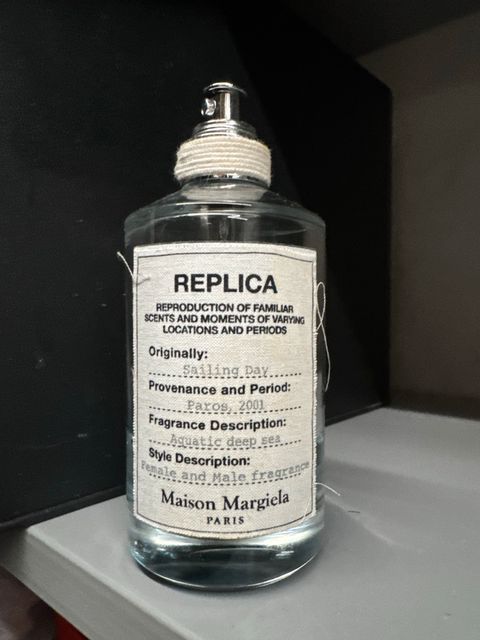 REPLICA
REPRODUCTION OF FAMILIAR
SCENTS AND MOMENTS OF VARYING
LOCATIONS AND PERIODS
Originally:
Sailing Day
Provenance and Period:
Paros, 2001
Fragrance Description:
Aquatic deep sea
Style Description:
Female and Male fragrance
Maison Margiela
PARIS